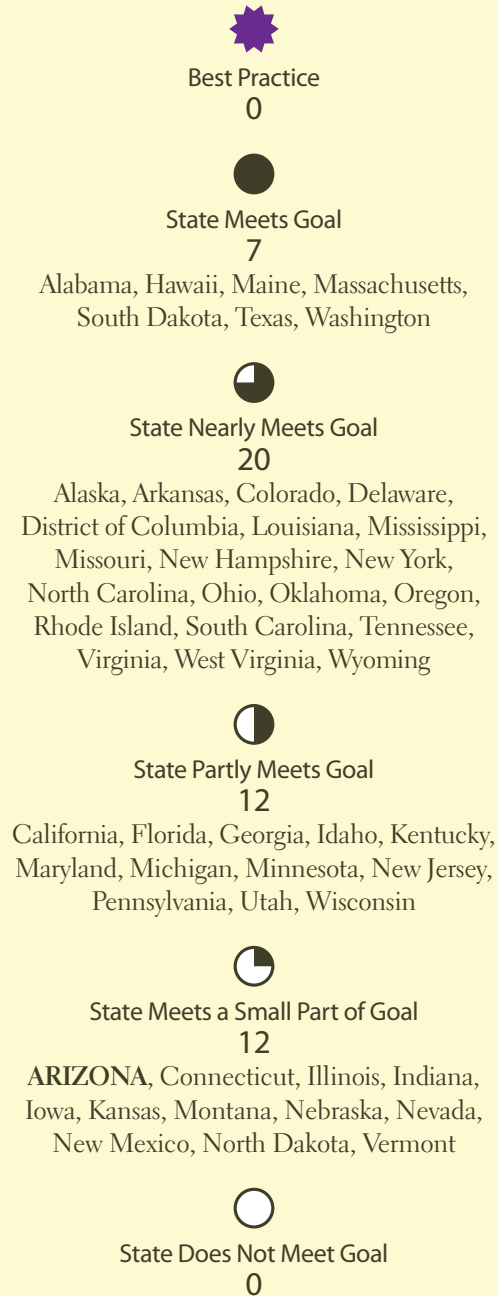 Best Practice
0
State Meets Goal
7
Alabama, Hawaii, Maine, Massachusetts,
South Dakota, Texas, Washington
State Nearly Meets Goal
20
Alaska, Arkansas, Colorado, Delaware,
District of Columbia, Louisiana, Mississippi,
Missouri, New Hampshire, New York,
North Carolina, Ohio, Oklahoma, Oregon,
Rhode Island, South Carolina, Tennessee,
Virginia, West Virginia, Wyoming
State Partly Meets Goal
12
California, Florida, Georgia, Idaho, Kentucky,
Maryland, Michigan, Minnesota, New Jersey,
Pennsylvania, Utah, Wisconsin
State Meets a Small Part of Goal
12
ARIZONA, Connecticut, Illinois, Indiana,
Iowa, Kansas, Montana, Nebraska, Nevada,
New Mexico, North Dakota, Vermont
State Does Not Meet Goal
0